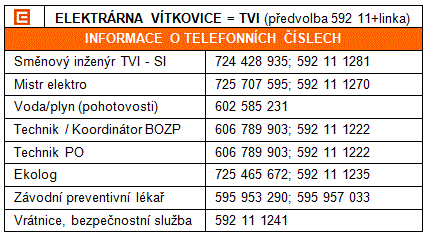 ELEKTRÁRNA VÍTKOVICE = TVI (předvolba 592 11+linka)
INFORMACE O TELEFONNÍCH ČÍSLECH
Směnový inženýr TVI - SI 724 428 935; 592 11 1281
Mistr elektro 725 707 595; 592 11 1270
Voda/plyn (pohotovosti) 602 585 231
Technik / Koordinátor BOZP 606 789 903; 592 11 1222
Technik PO 606 789 903; 592 11 1222
Ekolog 725 465 672; 592 11 1235
Závodní preventivní lékař 595 953 290; 595 957 033
Vrátnice, bezpečnostní služba 592 11 1241